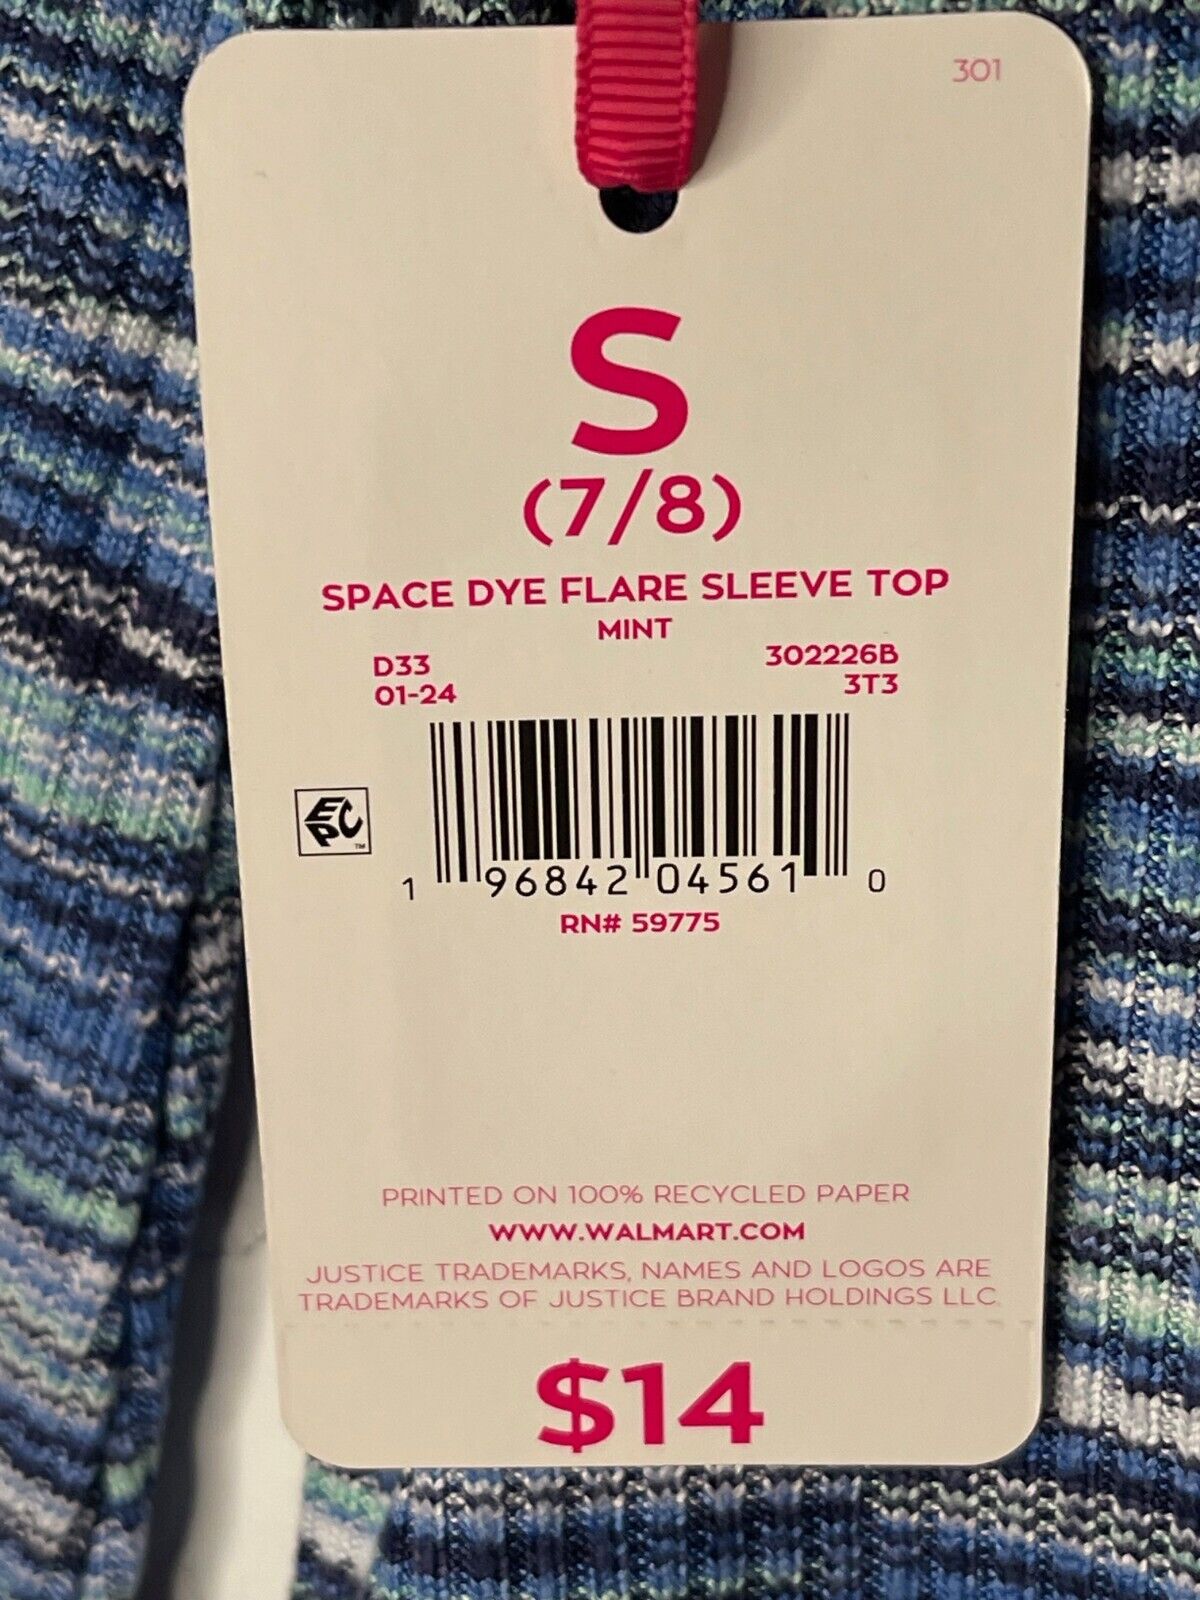 301
S
(7/8)
SPACE DYE FLARE SLEEVE TOP
MINT
D33 302226B
01-24 3T3
EPC™
1 96842 04561 0
RN# 59775
PRINTED ON 100% RECYCLED PAPER
WWW.WALMART.COM
JUSTICE TRADEMARKS, NAMES AND LOGOS ARE
TRADEMARKS OF JUSTICE BRAND HOLDINGS LLC
$14